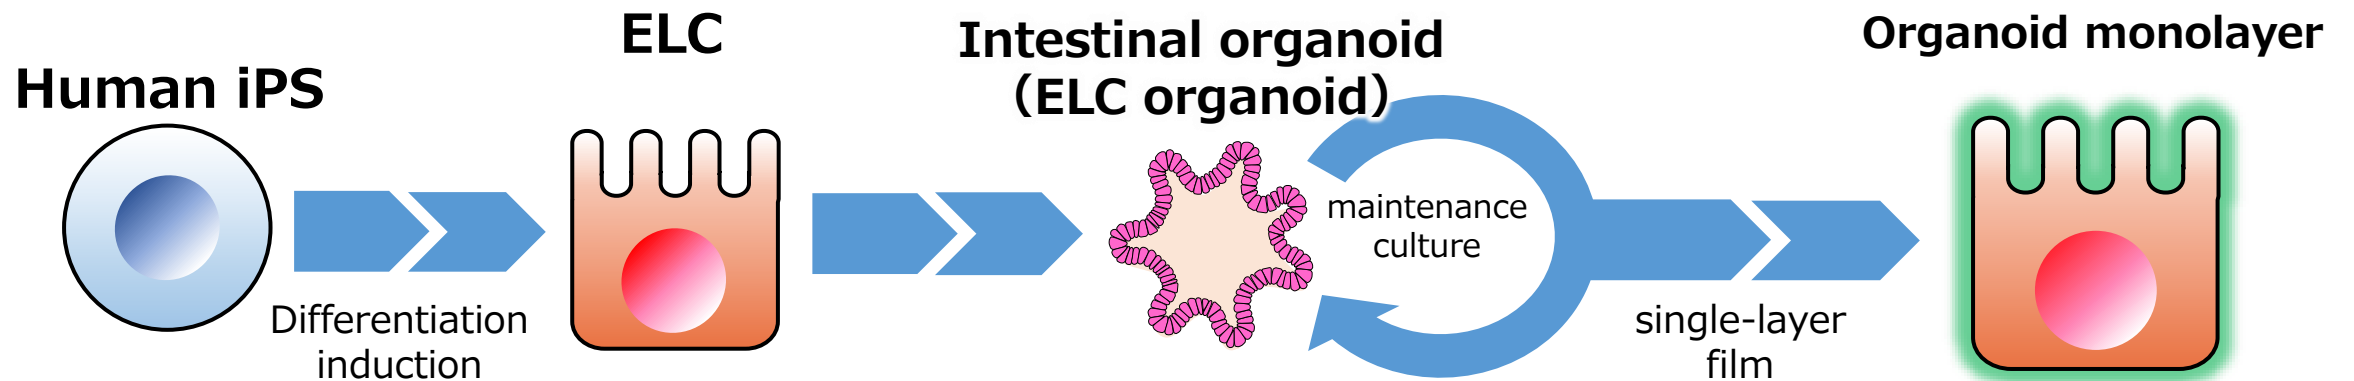 Human iPS
Differentiation
induction
ELC
Intestinal organoid
（ELC organoid）
maintenance
culture
single-layer
film
Organoid monolayer